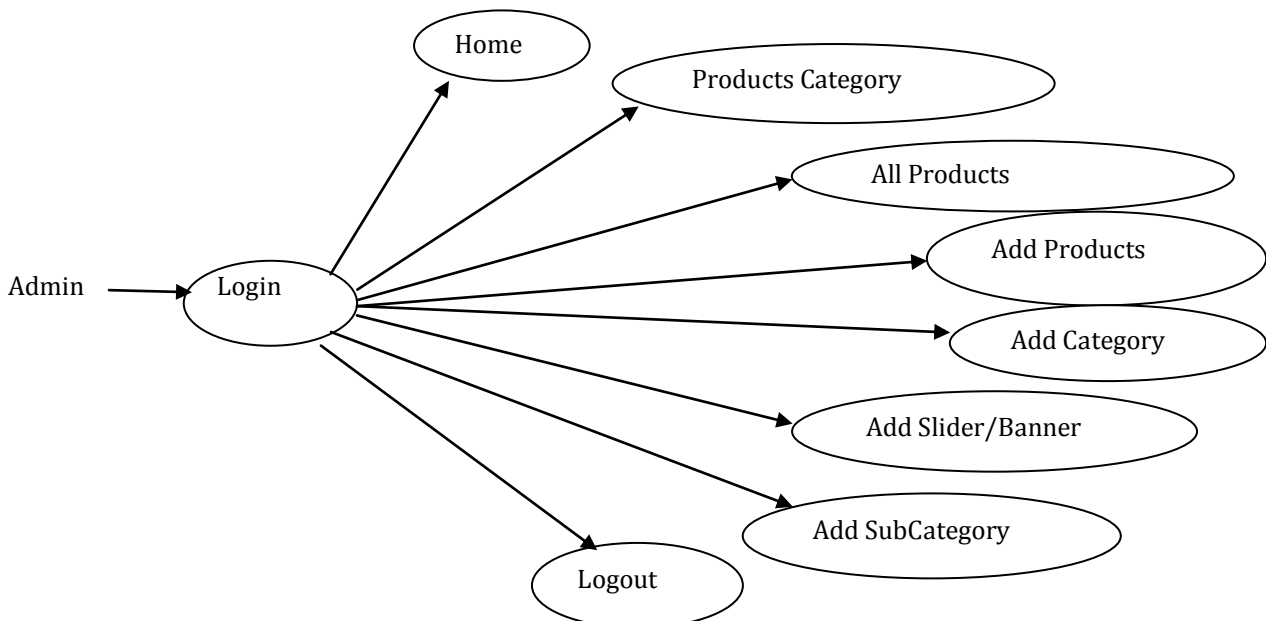 Home
Products Category
All Products
Add Products
Admin
Login
Add Category
Add Slider/Banner
Add SubCategory
Logout